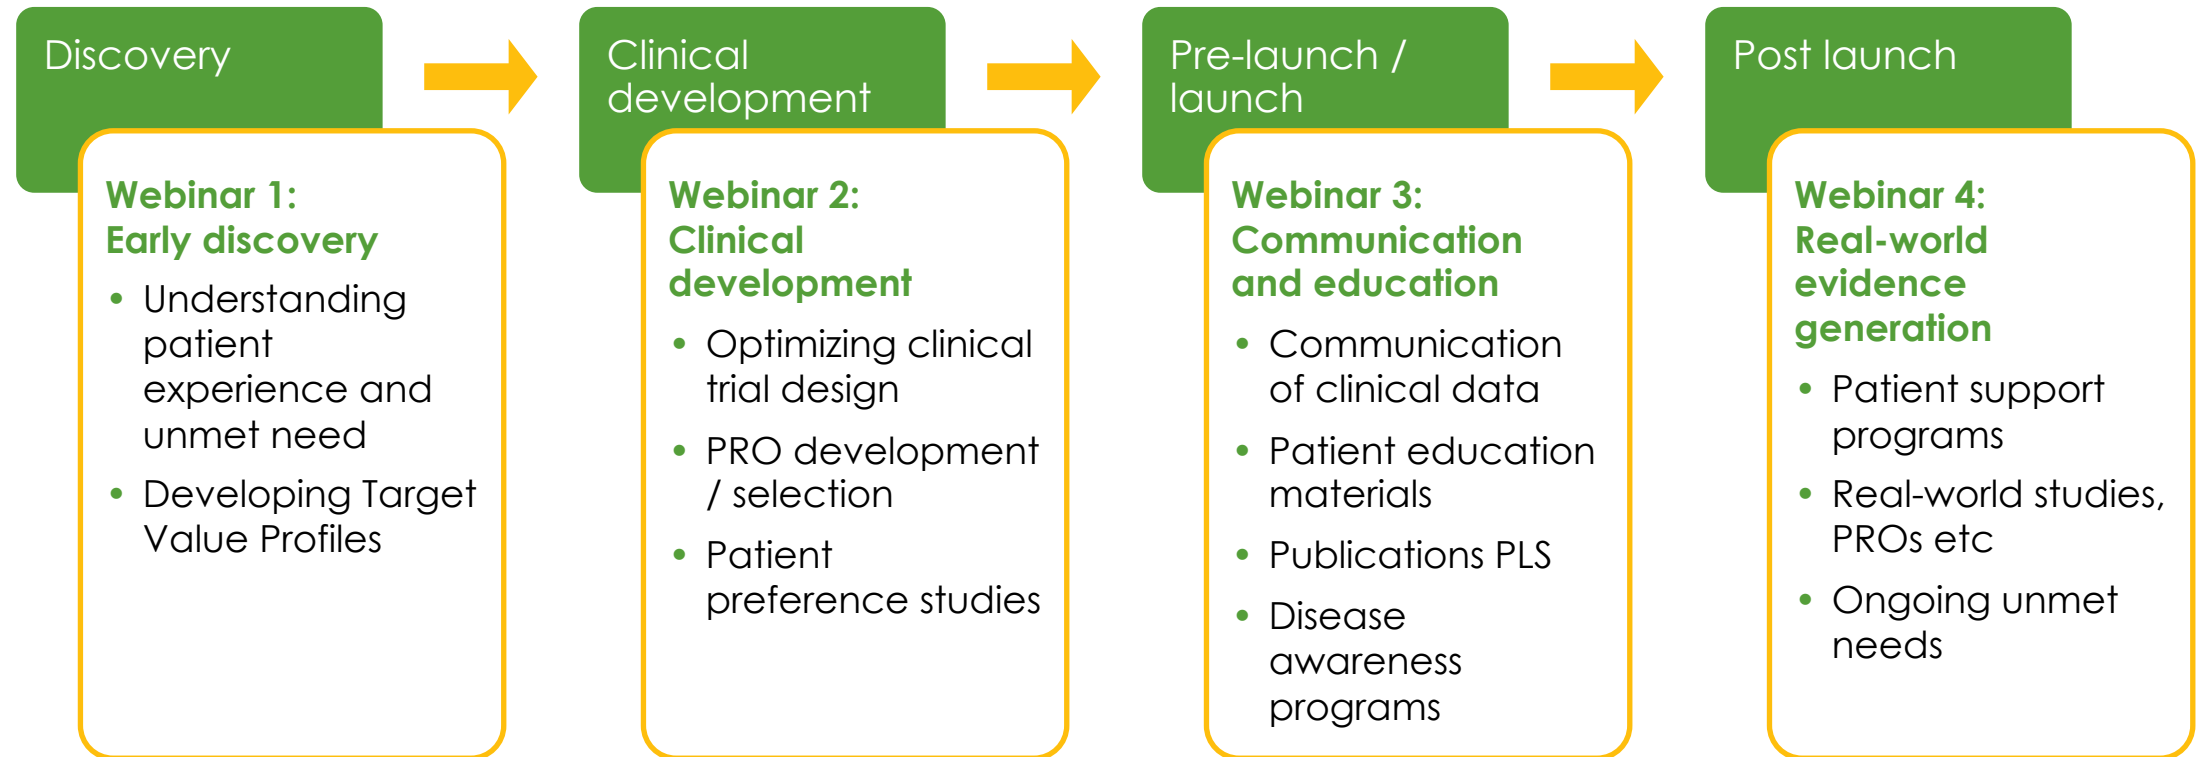 Discovery
Webinar 1:
Early discovery
• Understanding
patient
experience and
unmet need
• Developing Target
Value Profiles
Clinical
development
Webinar 2:
Clinical
development
• Optimizing clinical
trial design
• PRO development
/ selection
• Patient
preference studies
Pre-launch /
launch
Webinar 3:
Communication
and education
• Communication
of clinical data
• Patient education
materials
• Publications PLS
• Disease
awareness
programs
Post launch
Webinar 4:
Real-world
evidence
generation
• Patient support
programs
• Real-world studies,
PROs etc
• Ongoing unmet
needs